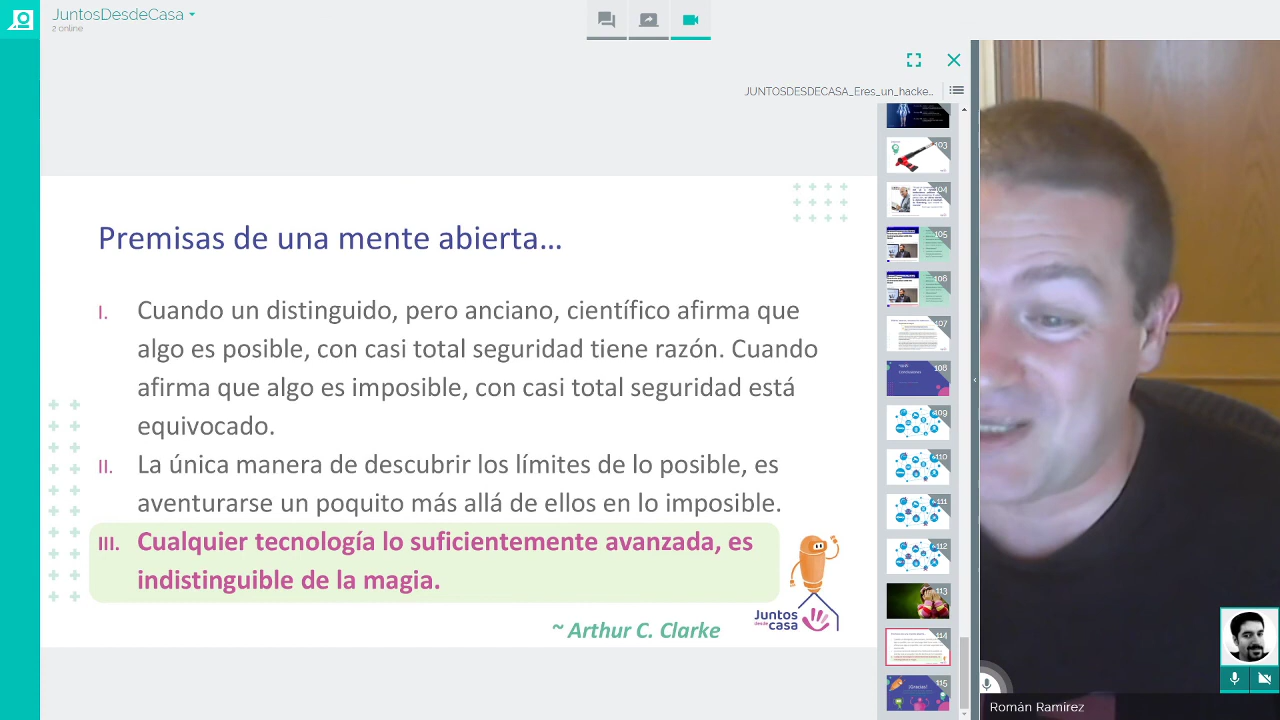 JuntosDesdeCasa
2 online
JUNTOSDESDECASA_Eres_un_hacke...
Premisas de una mente abierta...
I. Cuando un distinguido, pero anciano, científico afirma que
algo es posible, con casi total seguridad tiene razón. Cuando
afirma que algo es imposible, con casi total seguridad está
equivocado.
II. La única manera de descubrir los límites de lo posible, es
aventurarse un poquito más allá de ellos en lo imposible.
III. Cualquier tecnología lo suficientemente avanzada, es
indistinguible de la magia.
~ Arthur C. Clarke
Juntos
desde
casa
103
104
105
106
107
108
109
110
111
112
113
114
115
Román Ramírez